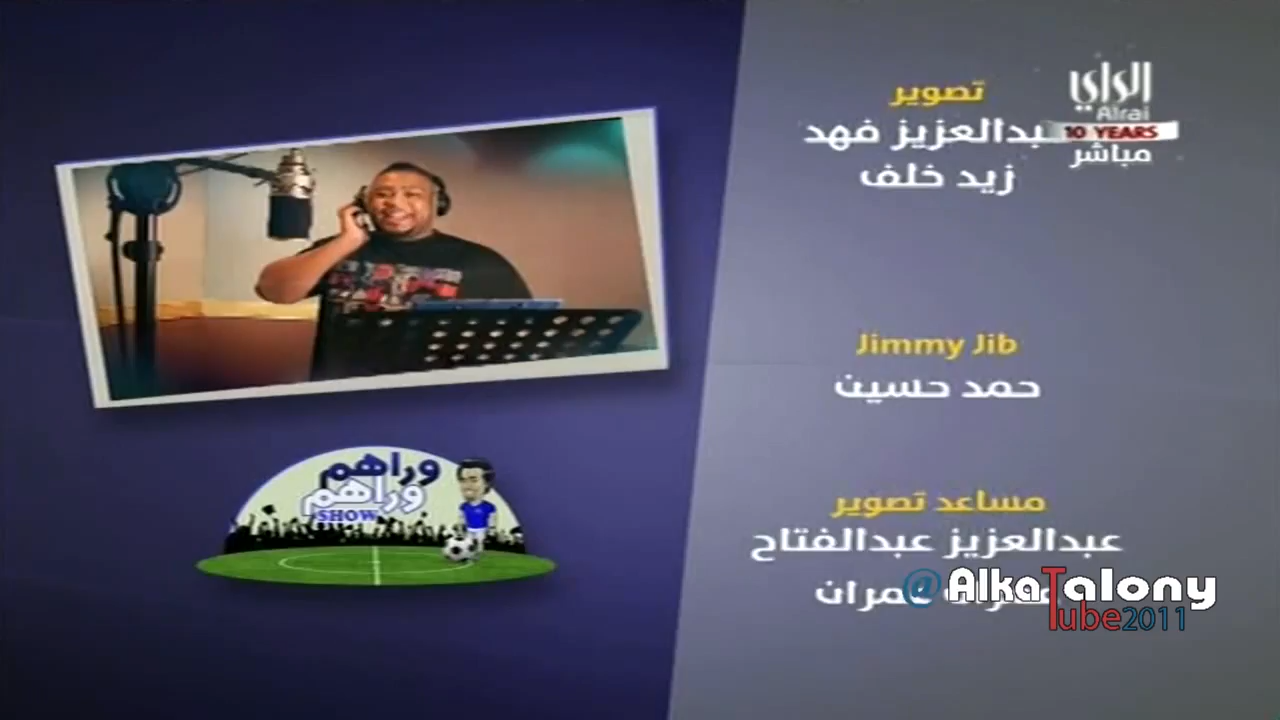 تصوير
عبدالعزيز فهد
زيد خلف
الراي
Alrai
10 YEARS
مباشر
Jimmy Jib
حمد حسين
وراهم
وراهم
SHOW
مساعد تصوير
عبدالعزيز عبدالفتاح
عمران
@AlkaTalony
Tube2011